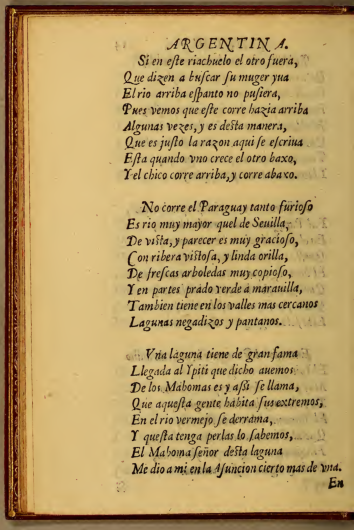 ARGENTINA.
Si en eſte riachuelo el otro fuera,
Que dizen a buſcar ſu muger yua
El rio arriba eſpanto no puſiera,
Pues vemos que eſte corre hazia arriba
Algunas vezes, y es deſta manera,
Que es juſto la razon aqui ſe eſcriua
Eſta quando vno crece el otro baxo,
Y el chico corre arriba, y corre abaxo.
No corre el Paraguay tanto furioſo
Es rio muy mayor quel de Seuilla,
De viſta, y parecer es muy gracioſo,
Con ribera viſtoſa, y linda orilla,
De freſcas arboledas muy copioſo,
Y en partes prado verde a marauilla,
Tambien tiene en los valles mas cercanos
Lagunas negadizos y pantanos.
Vna laguna tiene de gran fama
Llegada al Ypiti que dicho auemos
De los Mahomas es y aſsi ſe llama,
Que aqueſta gente habita ſus extremos,
En el rio vermejo ſe derrama,
Y queſta tenga perlas lo ſabemos,
El Mahoma ſeñor deſta laguna
Me dio a mi en la Aſuncion cierto mas de vna.
En